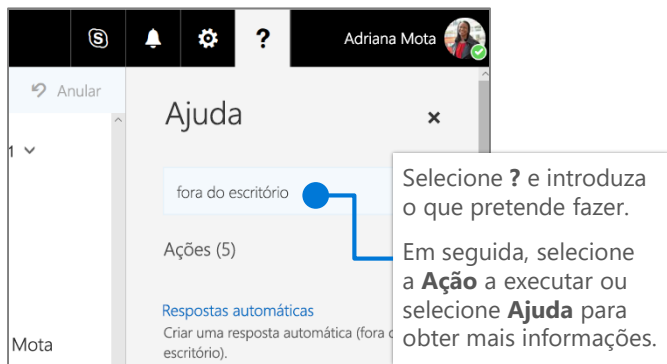 ? Adriana Mota
Anular
Ajuda
1
fora do escritório
Ações (5)
Respostas automáticas
Criar uma resposta automática (fora
escritório).
Mota
Selecione ? e introduza
o que pretende fazer.
Em seguida, selecione
a Ação a executar ou
selecione Ajuda para
obter mais informações.